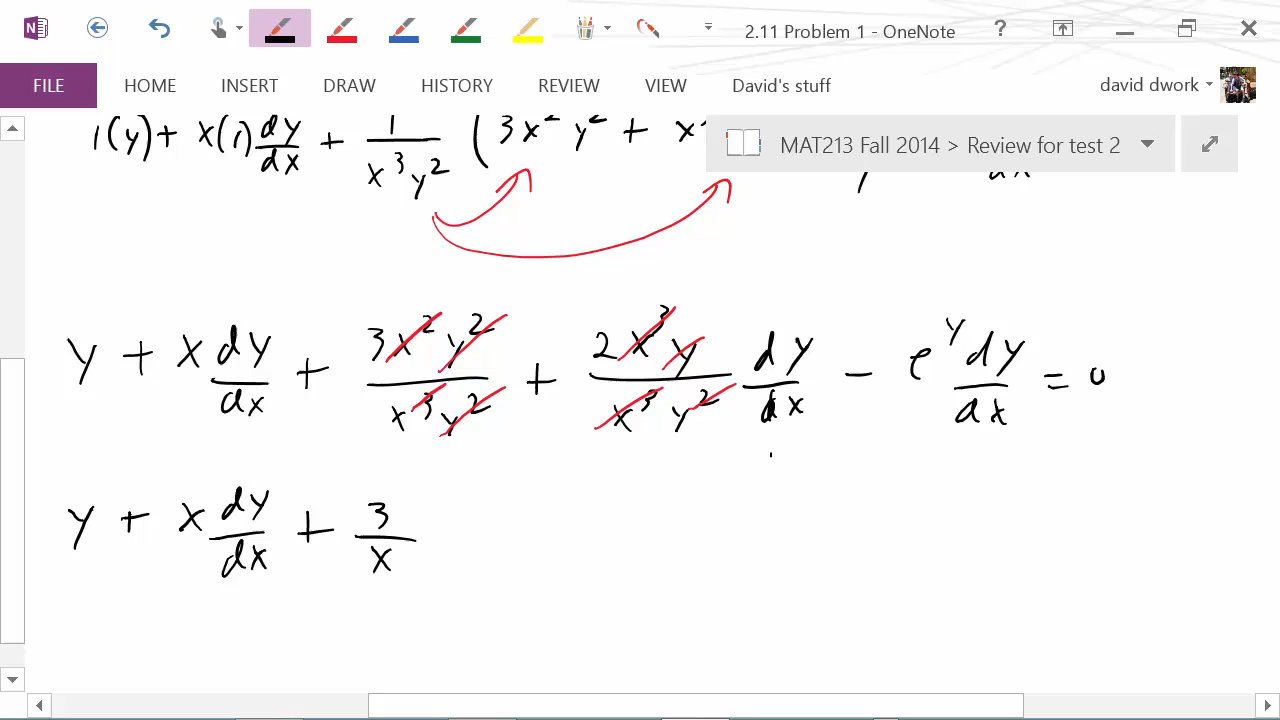 2.11 Problem 1 - OneNote ?
FILE HOME INSERT DRAW HISTORY REVIEW VIEW David's stuff david dwork
MAT213 Fall 2014 > Review for test 2
1(y) + x(1) dy/dx + 1/(x³y²) (3x²y² + x
y + x dy/dx + 3x²y²/(x³y²) + 2x³y/(x³y²) dy/dx - e^y dy/dx = 0
y + x dy/dx + 3/x